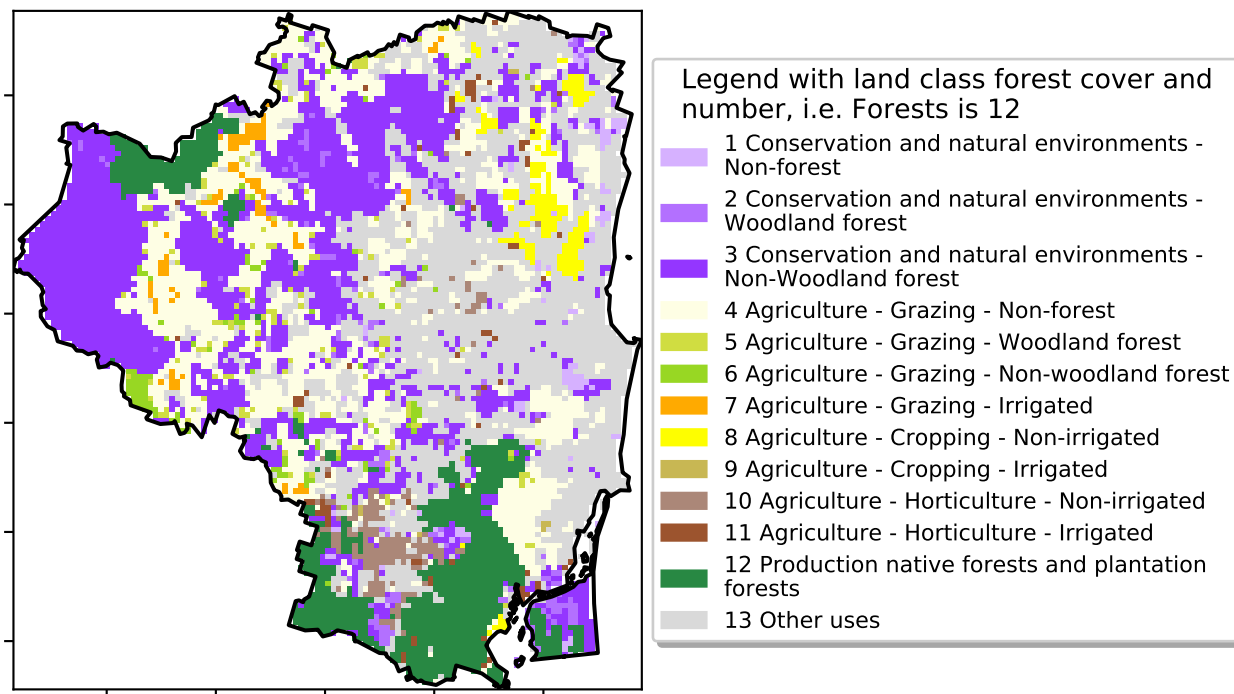 Legend with land class forest cover and
number, i.e. Forests is 12
1 Conservation and natural environments -
Non-forest
2 Conservation and natural environments -
Woodland forest
3 Conservation and natural environments -
Non-Woodland forest
4 Agriculture - Grazing - Non-forest
5 Agriculture - Grazing - Woodland forest
6 Agriculture - Grazing - Non-woodland forest
7 Agriculture - Grazing - Irrigated
8 Agriculture - Cropping - Non-irrigated
9 Agriculture - Cropping - Irrigated
10 Agriculture - Horticulture - Non-irrigated
11 Agriculture - Horticulture - Irrigated
12 Production native forests and plantation
forests
13 Other uses